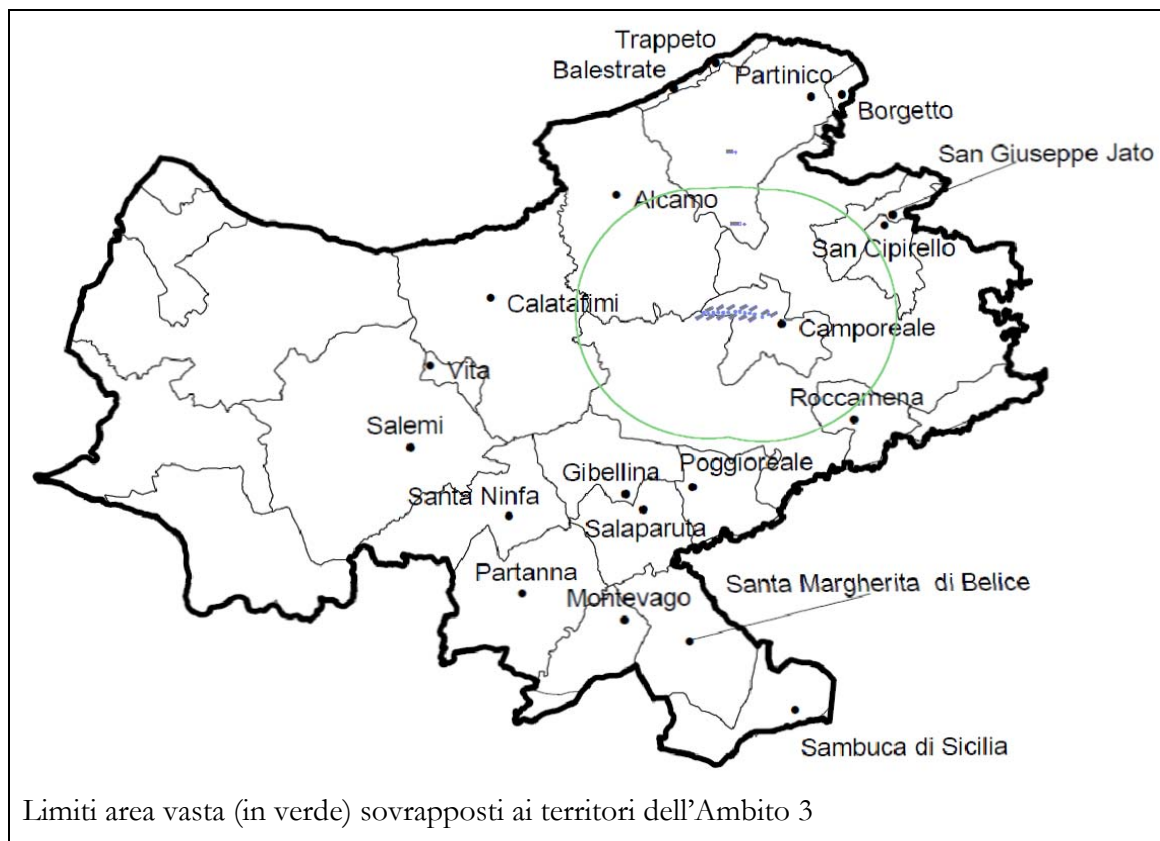 Trappeto
Balestrate
Partinico
Borgetto
San Giuseppe Jato
Alcamo
San Cipirello
Calatafimi
Camporeale
Vita
Roccamena
Salemi
Gibellina
Poggioreale
Santa Ninfa
Salaparuta
Partanna
Montevago
Santa Margherita di Belice
Sambuca di Sicilia
Limiti area vasta (in verde) sovrapposti ai territori dell'Ambito 3